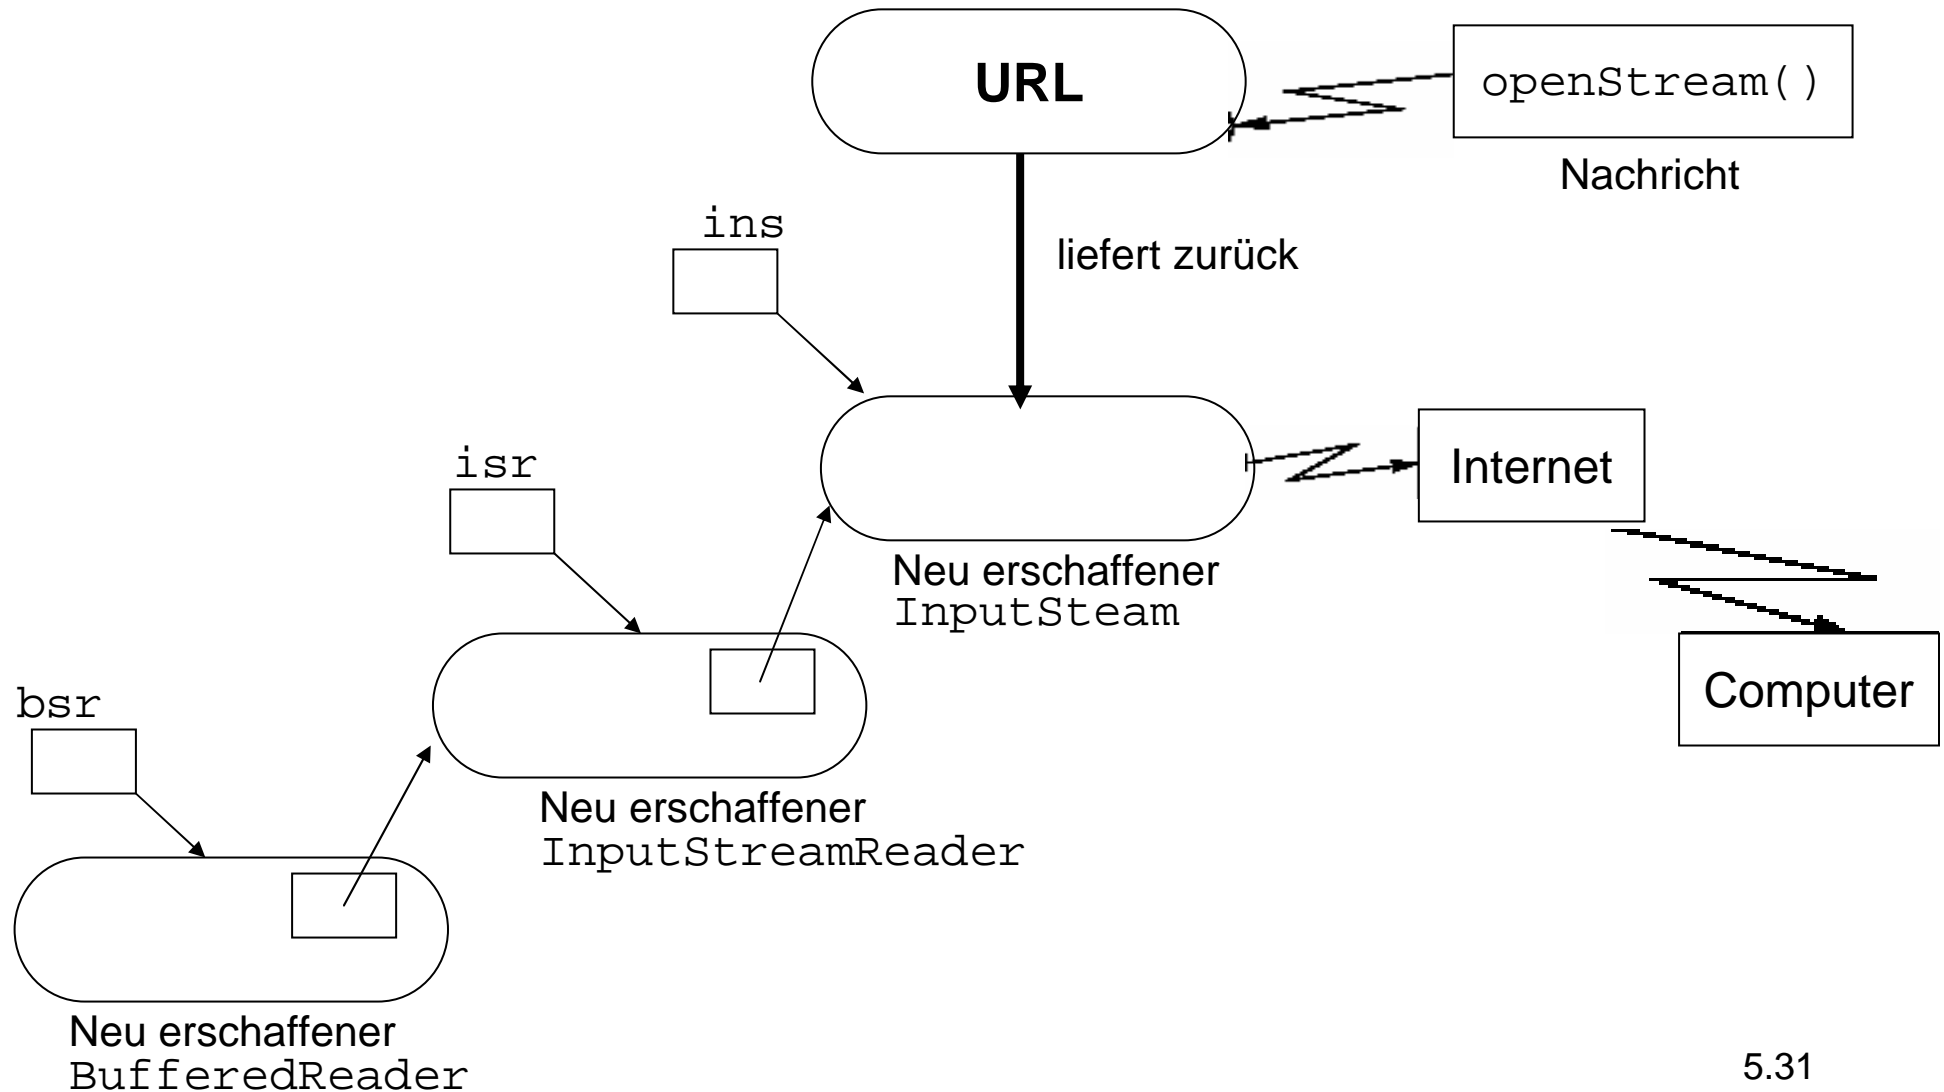 URL
openStream()
Nachricht
ins
liefert zurück
isr
Internet
Neu erschaffener
InputSteam
Computer
bsr
Neu erschaffener
InputStreamReader
Neu erschaffener
BufferedReader
5.31